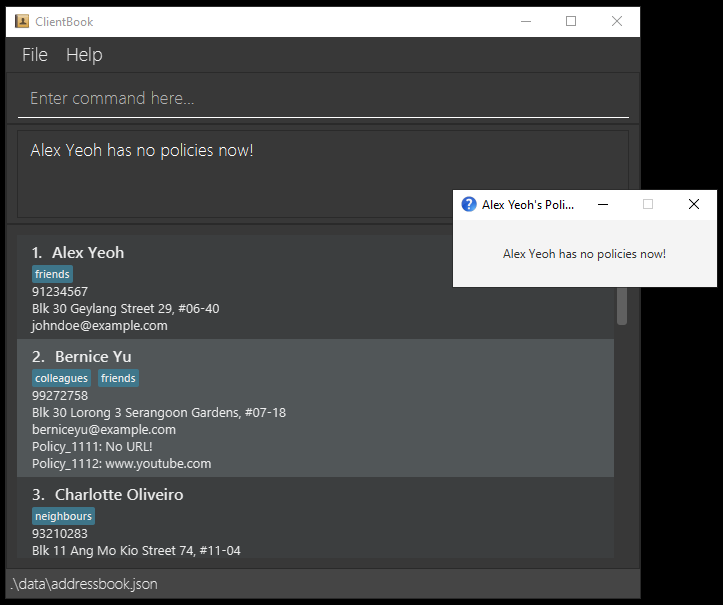 ClientBook
File Help
Enter command here...
Alex Yeoh has no policies now!
Alex Yeoh's Poli...
Alex Yeoh has no policies now!
1. Alex Yeoh
friends
91234567
Blk 30 Geylang Street 29, #06-40
johndoe@example.com
2. Bernice Yu
colleagues friends
99272758
Blk 30 Lorong 3 Serangoon Gardens, #07-18
berniceyu@example.com
Policy_1111: No URL!
Policy_1112: www.youtube.com
3. Charlotte Oliveiro
neighbours
93210283
Blk 11 Ang Mo Kio Street 74, #11-04
.\data\addressbook.json